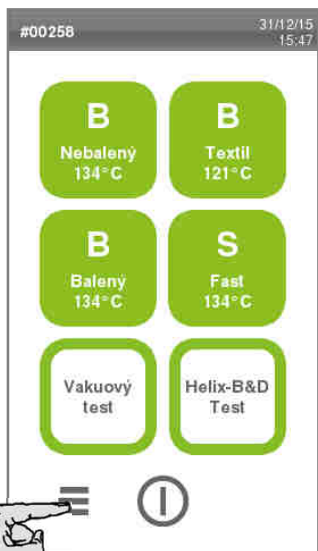 #00258
31/12/15
15:47
B
Nebalený
134°C
B
Textil
121°C
B
Balený
134°C
S
Fast
134°C
Vakuový
test
Helix-B&D
Test